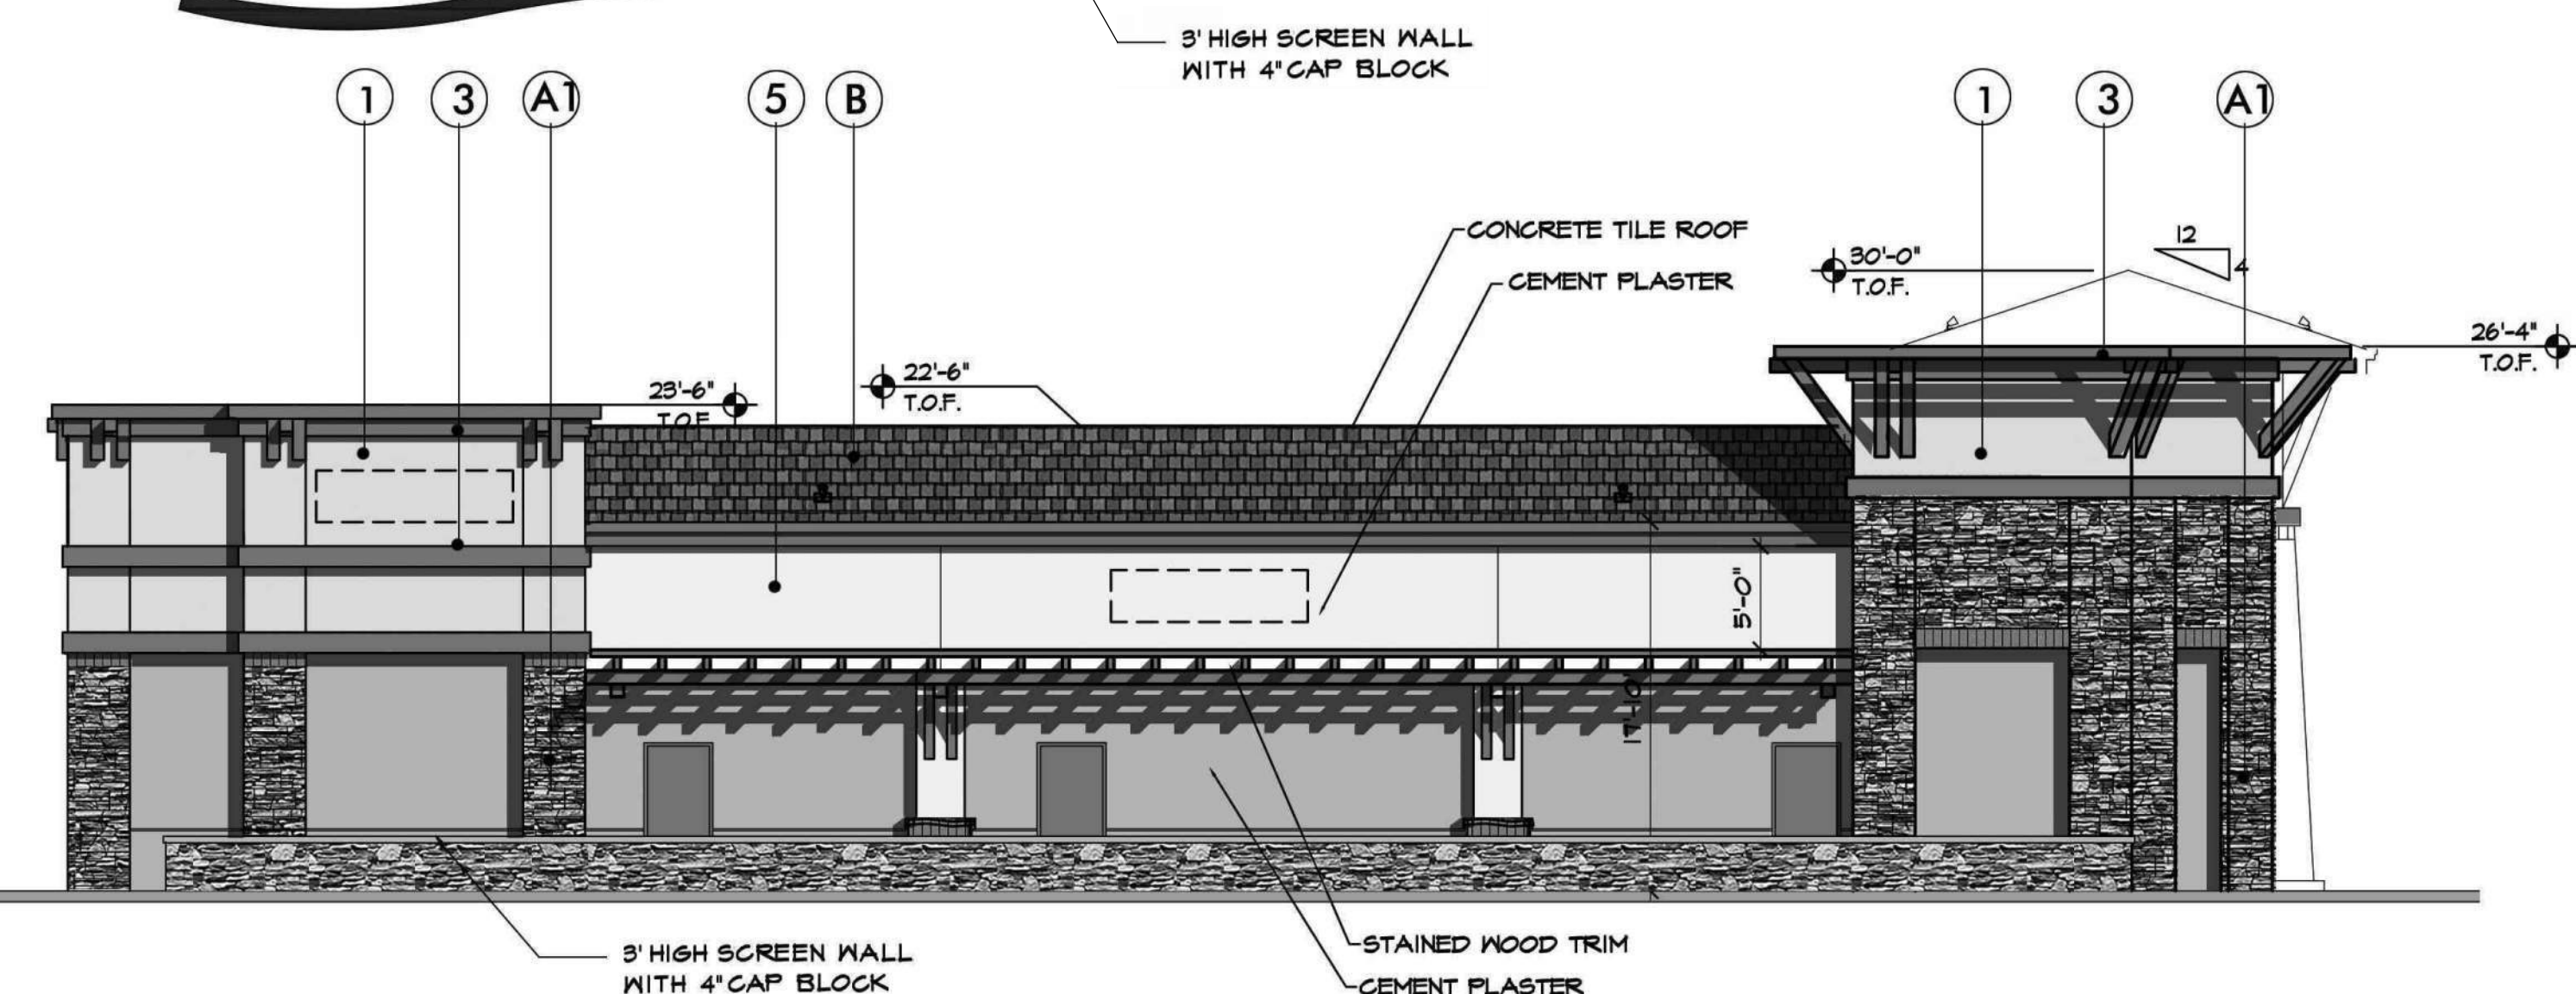 3' HIGH SCREEN WALL
WITH 4" CAP BLOCK
1
3
A1
5
B
1
3
A1
CONCRETE TILE ROOF
CEMENT PLASTER
30'-0"
T.O.F.
12
4
26'-4"
T.O.F.
23'-6"
T.O.F
22'-6"
T.O.F.
5'-0"
17'-10"
3' HIGH SCREEN WALL
WITH 4" CAP BLOCK
STAINED WOOD TRIM
CEMENT PLASTER